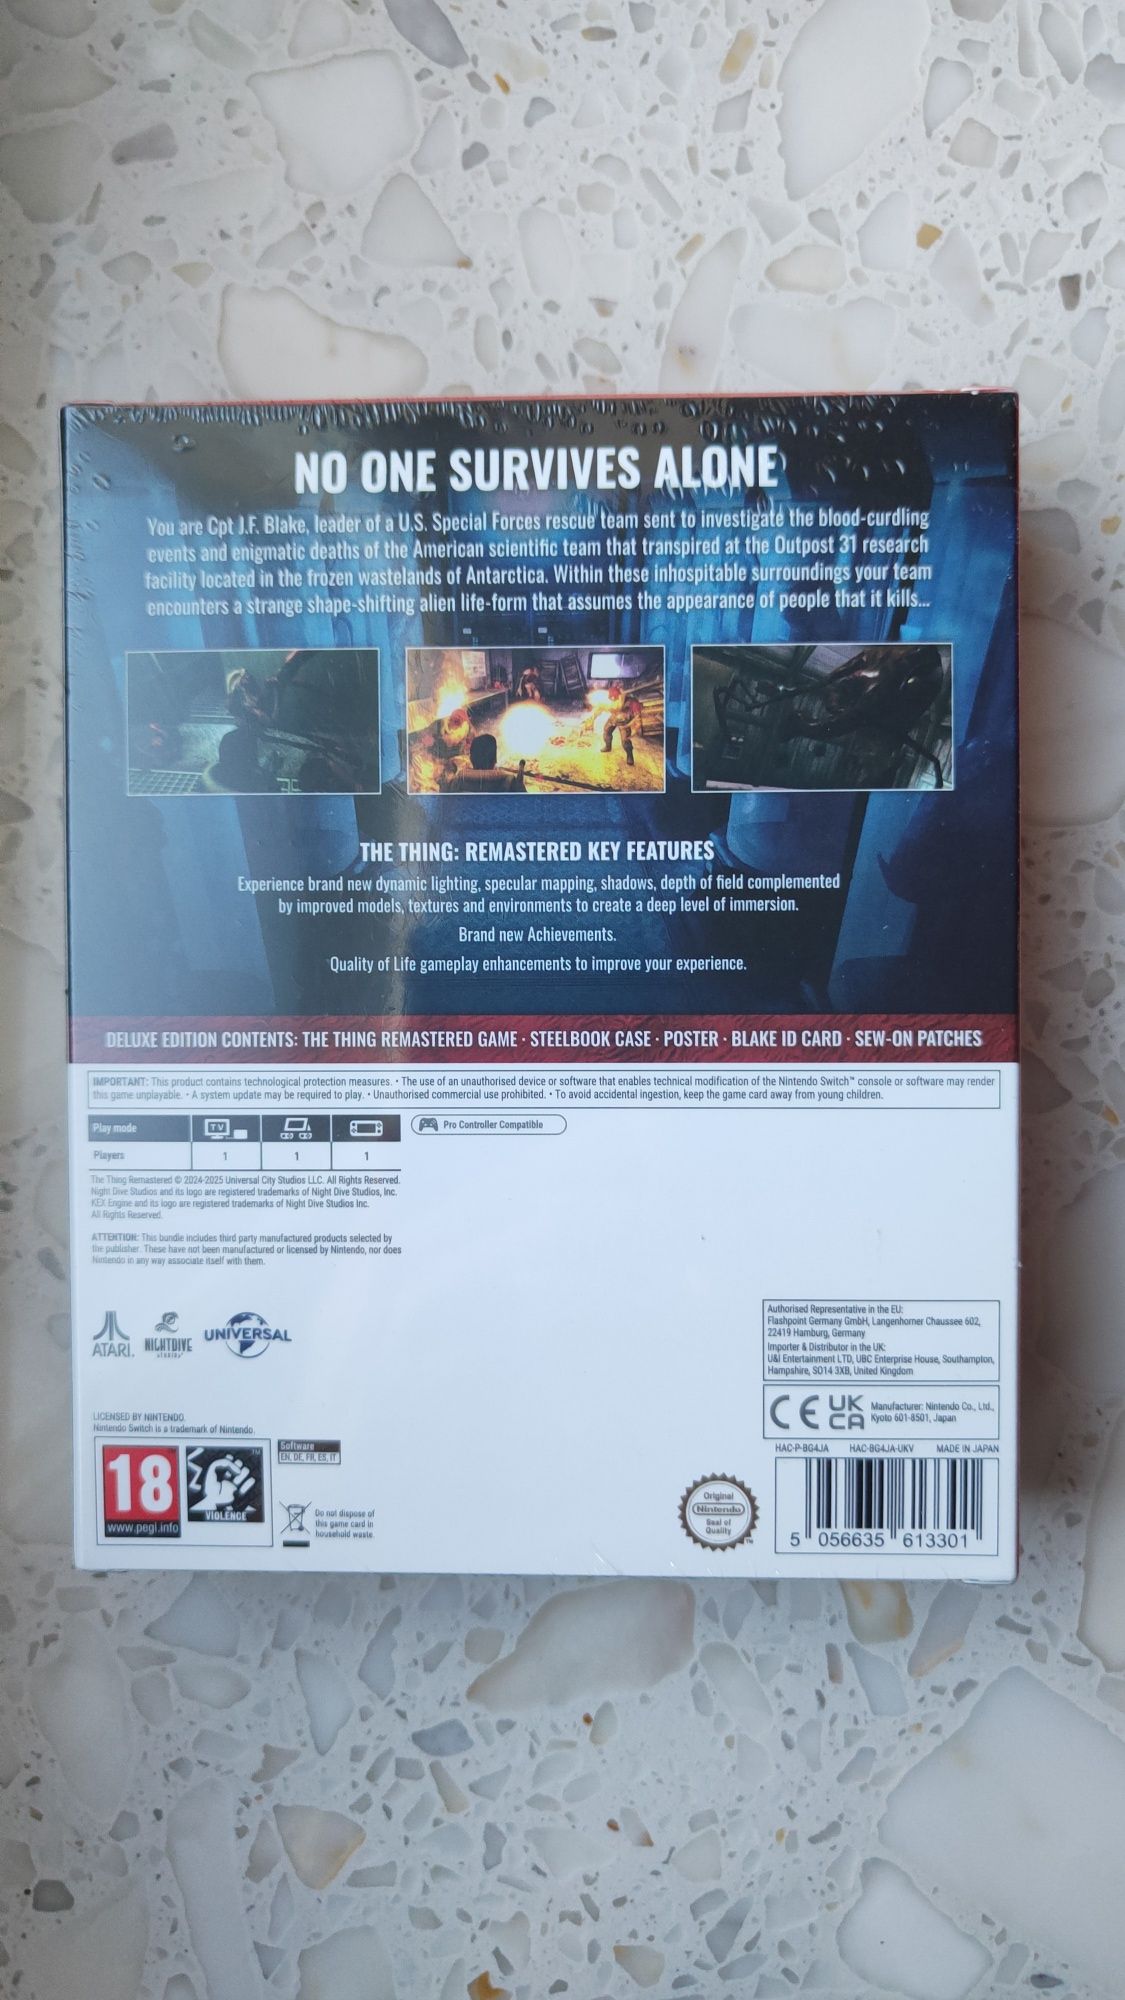 NO ONE SURVIVES ALONE
You are Cpt J.F. Blake, leader of a U.S. Special Forces rescue team sent to investigate the blood-curdling
events and enigmatic deaths of the American scientific team that transpired at the Outpost 31 research
facility located in the frozen wastelands of Antarctica. Within these inhospitable surroundings your team
encounters a strange shape-shifting alien life-form that assumes the appearance of people that it kills...
THE THING: REMASTERED KEY FEATURES
Experience brand new dynamic lighting, specular mapping, shadows, depth of field complemented
by improved models, textures and environments to create a deep level of immersion.
Brand new Achievements.
Quality of Life gameplay enhancements to improve your experience.
DELUXE EDITION CONTENTS: THE THING REMASTERED GAME · STEELBOOK CASE · POSTER · BLAKE ID CARD · SEW-ON PATCHES
IMPORTANT: This product contains technological protection measures. • The use of an unauthorised device or software that enables technical modification of the Nintendo Switch™ console or software may render
this game unplayable. • A system update may be required to play. • Unauthorised commercial use prohibited. • To avoid accidental ingestion, keep the game card away from young children.
Play mode TV Pro Controller Compatible
Players 1 1 1
The Thing Remastered © 2024-2025 Universal City Studios LLC. All Rights Reserved.
Night Dive Studios and its logo are registered trademarks of Night Dive Studios, Inc.
KEX Engine and its logo are registered trademarks of Night Dive Studios Inc.
All Rights Reserved.
ATTENTION: This bundle includes third party manufactured products selected by
the publisher. These have not been manufactured or licensed by Nintendo, nor does
Nintendo in any way associate itself with them.
ATARI. NIGHTDIVE STUDIOS UNIVERSAL
Authorised Representative in the EU:
Flashpoint Germany GmbH, Langenhorner Chaussee 602,
22419 Hamburg, Germany
Importer & Distributor in the UK:
U&I Entertainment LTD, UBC Enterprise House, Southampton,
Hampshire, SO14 3XB, United Kingdom
CE UK CA Manufacturer: Nintendo Co., Ltd.,
Kyoto 601-8501, Japan
LICENSED BY NINTENDO.
Nintendo Switch is a trademark of Nintendo.
18
www.pegi.info
VIOLENCE
Software
EN, DE, FR, ES, IT
Do not dispose of
this game card in
household waste.
Original
Nintendo
Seal of
Quality
HAC-P-BG4JA HAC-BG4JA-UKV MADE IN JAPAN
5 056635 613301